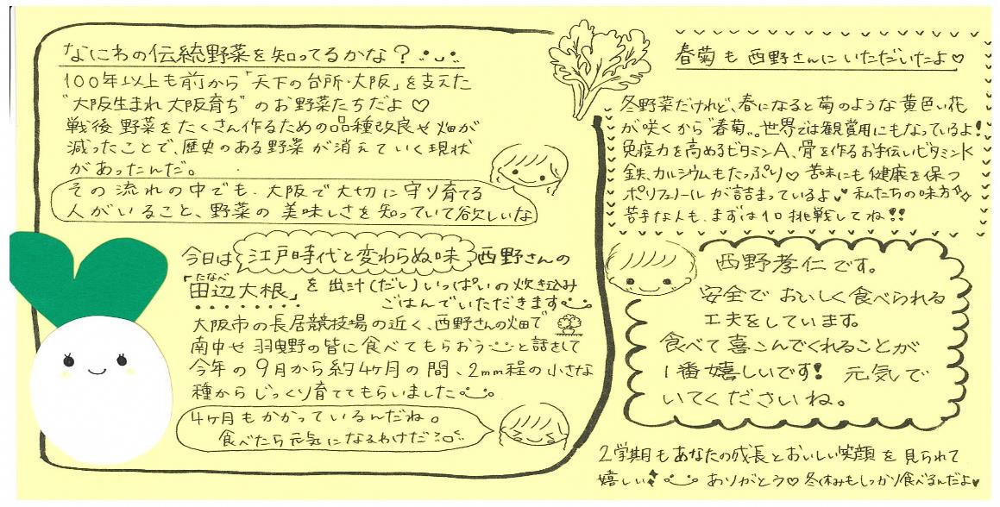 なにわの伝統野菜を知ってるかな？
100年以上も前から「天下の台所・大阪」を支えた
"大阪生まれ大阪育ち"のお野菜たちだよ♡
戦後野菜をたくさん作るための品種改良や畑が
減ったことで、歴史のある野菜が消えていく現状
があったんだ。
その流れの中でも、大阪で大切に守り育てる
人がいること、野菜の美味しさを知っていて欲しいな
今日は江戸時代と変わらぬ味西野さんの
たなべ
「田辺大根」を出汁(だし)いっぱいの炊き込み
ごはんでいただきます
大阪市の長居競技場の近く、西野さんの畑で
南中や羽曳野の皆に食べてもらおうと話さして
今年の9月から約4ヶ月の間、2mm程の小さな
種からじっくり育ててもらいました
4ヶ月もかかっているんだね。
食べたら元気になるわけだ
春菊も西野さんにいただいたよ♡
冬野菜だけれど、春になると菊のような黄色い花
が咲くから"春菊"。世界では観賞用にもなっているよ!
免疫力を高めるビタミンA、骨を作るお手伝いビタミンK
鉄、カルシウムもたっぷり♡ 苦味にも健康を保つ
ポリフェノールが詰まっているよ♥ 私たちの味方
苦手な人も、まずは1口挑戦してね!!
西野孝仁です。
安全でおいしく食べられる
工夫をしています。
食べて喜こんでくれることが
1番嬉しいです! 元気で
いてくださいね。
2学期もあなたの成長とおいしい笑顔を見られて
嬉しい ありがとう♡ 冬休みもしっかり食べるんだよ♥